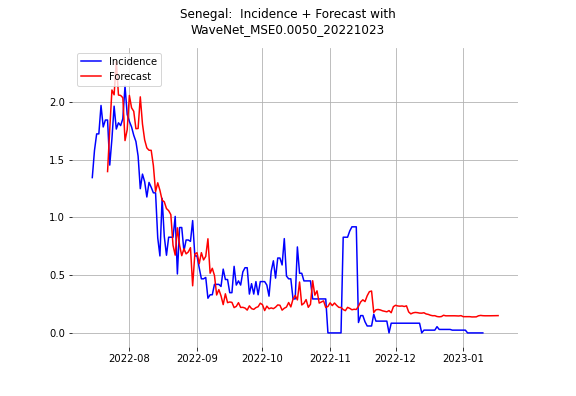 Senegal:  Incidence + Forecast with
WaveNet_MSE0.0050_20221023
Incidence
Forecast
2.0
1.5
1.0
0.5
0.0
2022-08 2022-09 2022-10 2022-11 2022-12 2023-01